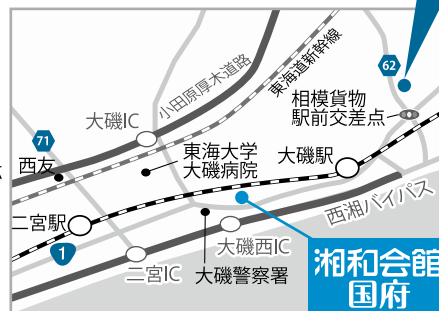 小田原厚木道路
東海道新幹線
62
相模貨物
駅前交差点
大磯IC
71
西友
東海大学
大磯病院
大磯駅
二宮駅
西湘バイパス
1
大磯西IC
二宮IC
大磯警察署
湘和会館
国府